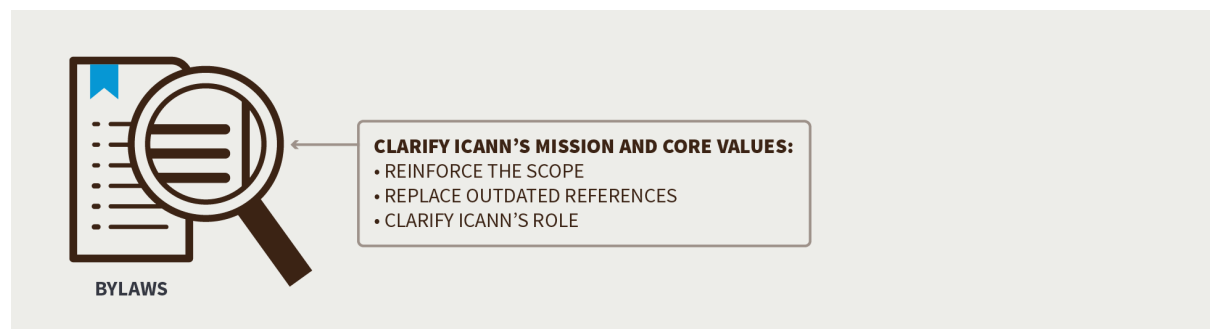 CLARIFY ICANN’S MISSION AND CORE VALUES:
• REINFORCE THE SCOPE
• REPLACE OUTDATED REFERENCES
• CLARIFY ICANN’S ROLE
BYLAWS